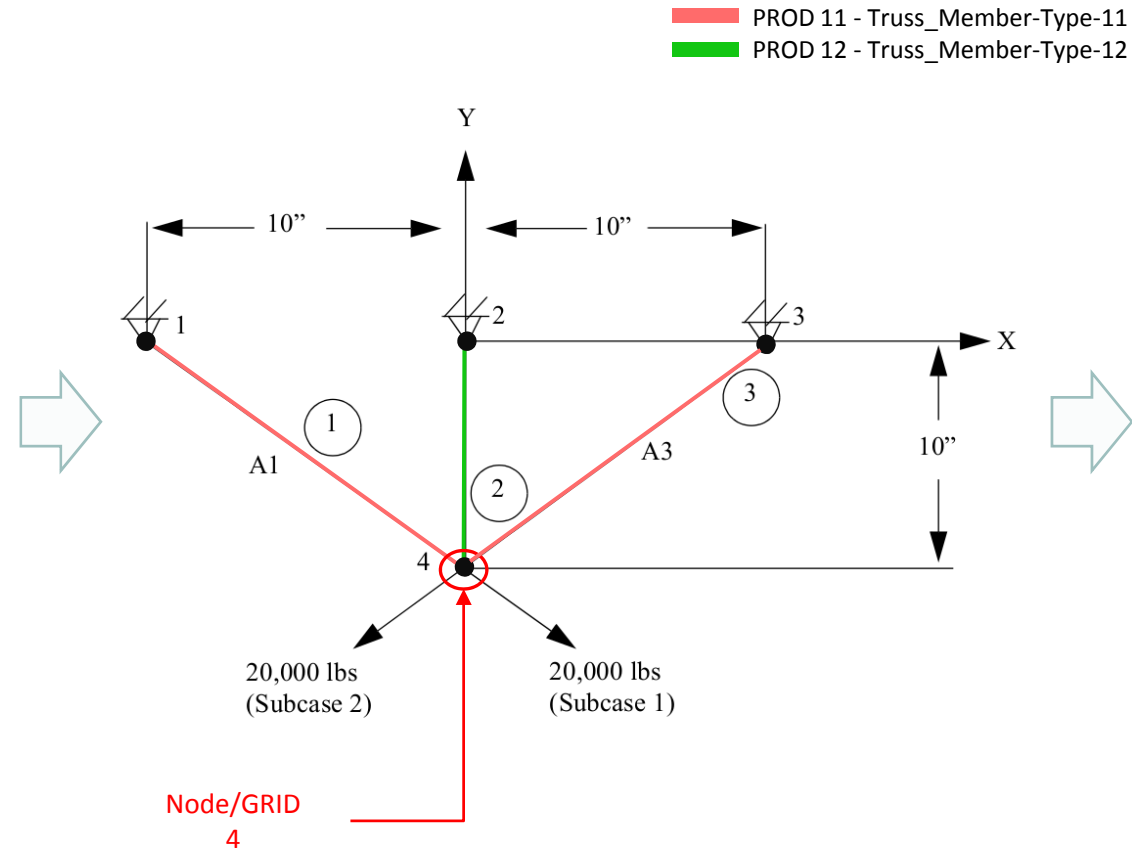 PROD 11 - Truss_Member-Type-11
PROD 12 - Truss_Member-Type-12
Y
10”
10”
1
2
3
X
1
3
10”
A1
A3
2
4
20,000 lbs
(Subcase 2)
20,000 lbs
(Subcase 1)
Node/GRID
4